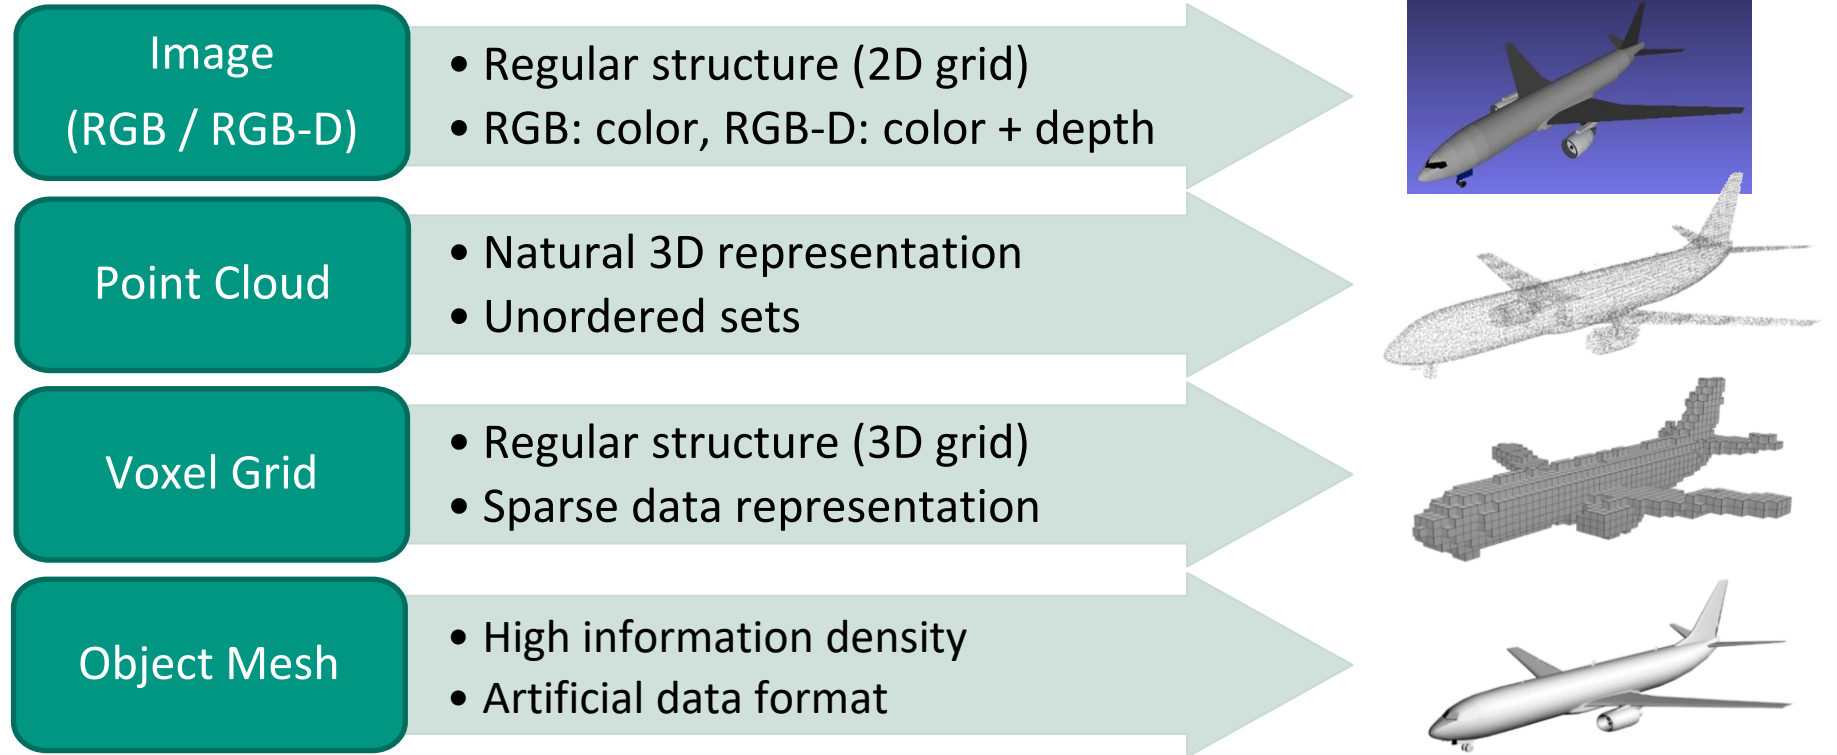 Image
(RGB / RGB-D)
• Regular structure (2D grid)
• RGB: color, RGB-D: color + depth
Point Cloud
• Natural 3D representation
• Unordered sets
Voxel Grid
• Regular structure (3D grid)
• Sparse data representation
Object Mesh
• High information density
• Artificial data format